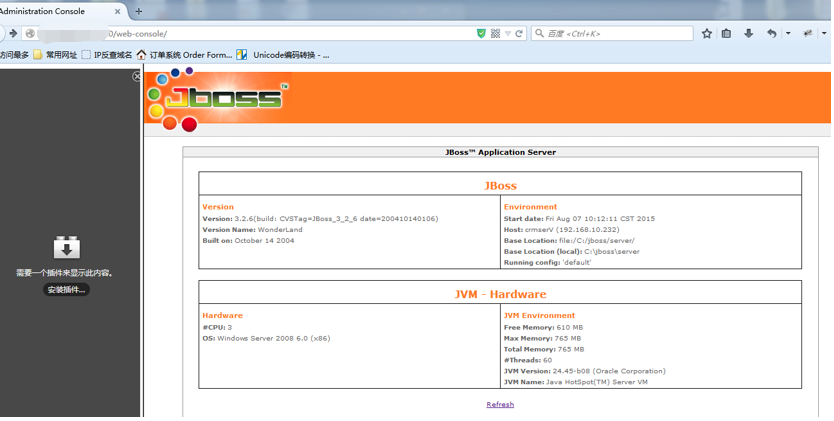 Administration Console
0/web-console/
百度 <Ctrl+K>
访问最多 常用网址 IP反查域名 订单系统 Order Form... Unicode编码转换 - ...
Jboss™
JBoss™ Application Server
JBoss
Version
Version: 3.2.6(build: CVSTag=JBoss_3_2_6 date=200410140106)
Version Name: WonderLand
Built on: October 14 2004
Environment
Start date: Fri Aug 07 10:12:11 CST 2015
Host: crmserV (192.168.10.232)
Base Location: file:/C:/jboss/server/
Base Location (local): C:\jboss\server
Running config: 'default'
需要一个插件来显示此内容。
安装插件...
JVM - Hardware
Hardware
#CPU: 3
OS: Windows Server 2008 6.0 (x86)
JVM Environment
Free Memory: 610 MB
Max Memory: 765 MB
Total Memory: 765 MB
#Threads: 60
JVM Version: 24.45-b08 (Oracle Corporation)
JVM Name: Java HotSpot(TM) Server VM
Refresh